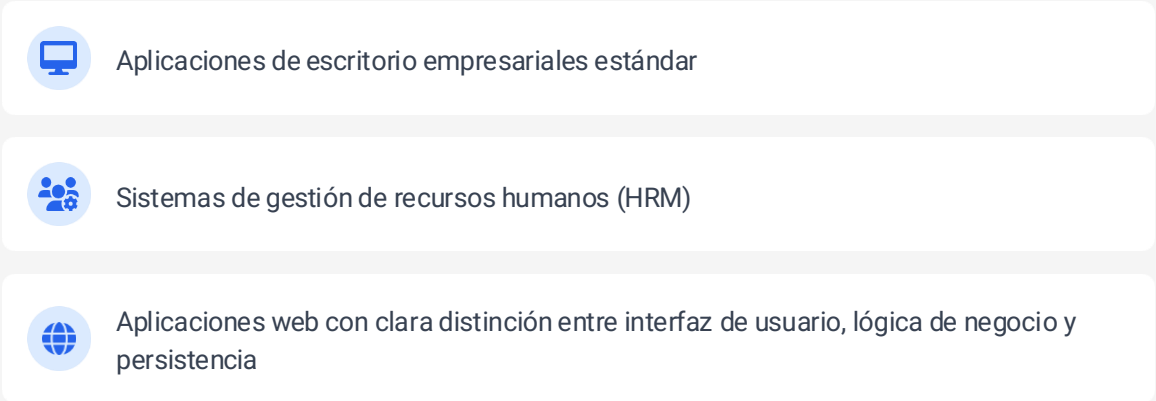 Aplicaciones de escritorio empresariales estándar
Sistemas de gestión de recursos humanos (HRM)
Aplicaciones web con clara distinción entre interfaz de usuario, lógica de negocio y
persistencia